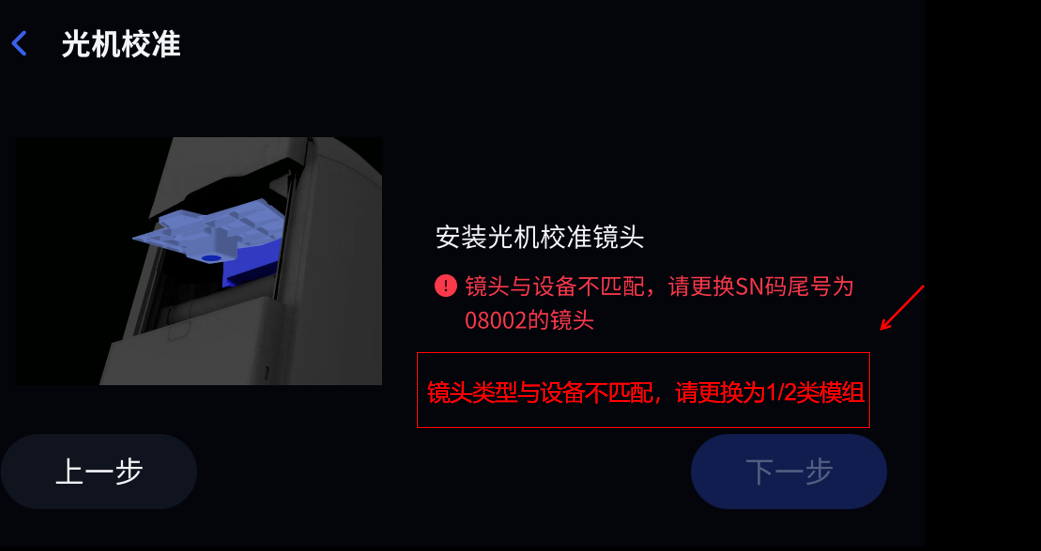 光机校准
安装光机校准镜头
镜头与设备不匹配，请更换SN码尾号为
08002的镜头
镜头类型与设备不匹配，请更换为1/2类模组
上一步
下一步